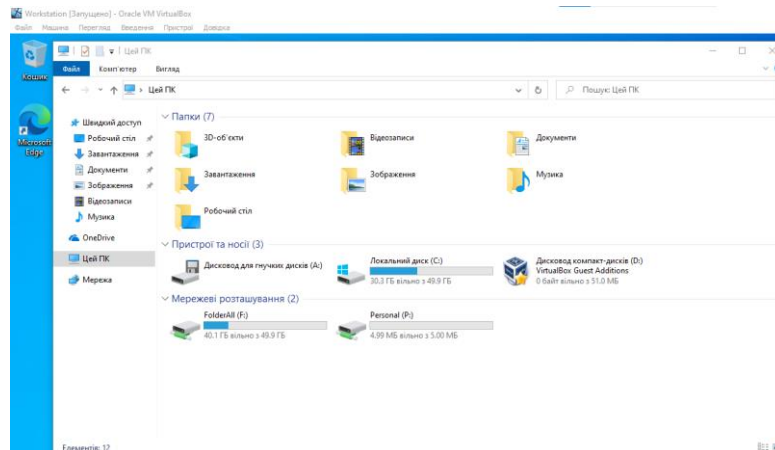 Workstation [Запущено] - Oracle VM VirtualBox
Файл Машина Перегляд Введення Пристрої Довідка
Кошик
Цей ПК
Файл Комп'ютер Вигляд
Цей ПК
Пошук: Цей ПК
Microsoft Edge
Швидкий доступ
Робочий стіл
Завантаження
Документи
Зображення
Відеозаписи
Музика
OneDrive
Цей ПК
Мережа
Папки (7)
3D-об'єкти
Відеозаписи
Документи
Завантаження
Зображення
Музика
Робочий стіл
Пристрої та носії (3)
Дисковод для гнучких дисків (A:)
Локальний диск (C:)
30,3 ГБ вільно з 49,9 ГБ
Дисковод компакт-дисків (D:)
VirtualBox Guest Additions
0 байт вільно з 51,0 МБ
Мережеві розташування (2)
FolderAll (F:)
40,1 ГБ вільно з 49,9 ГБ
Personal (P:)
4,99 МБ вільно з 5,00 МБ
Елементів: 12